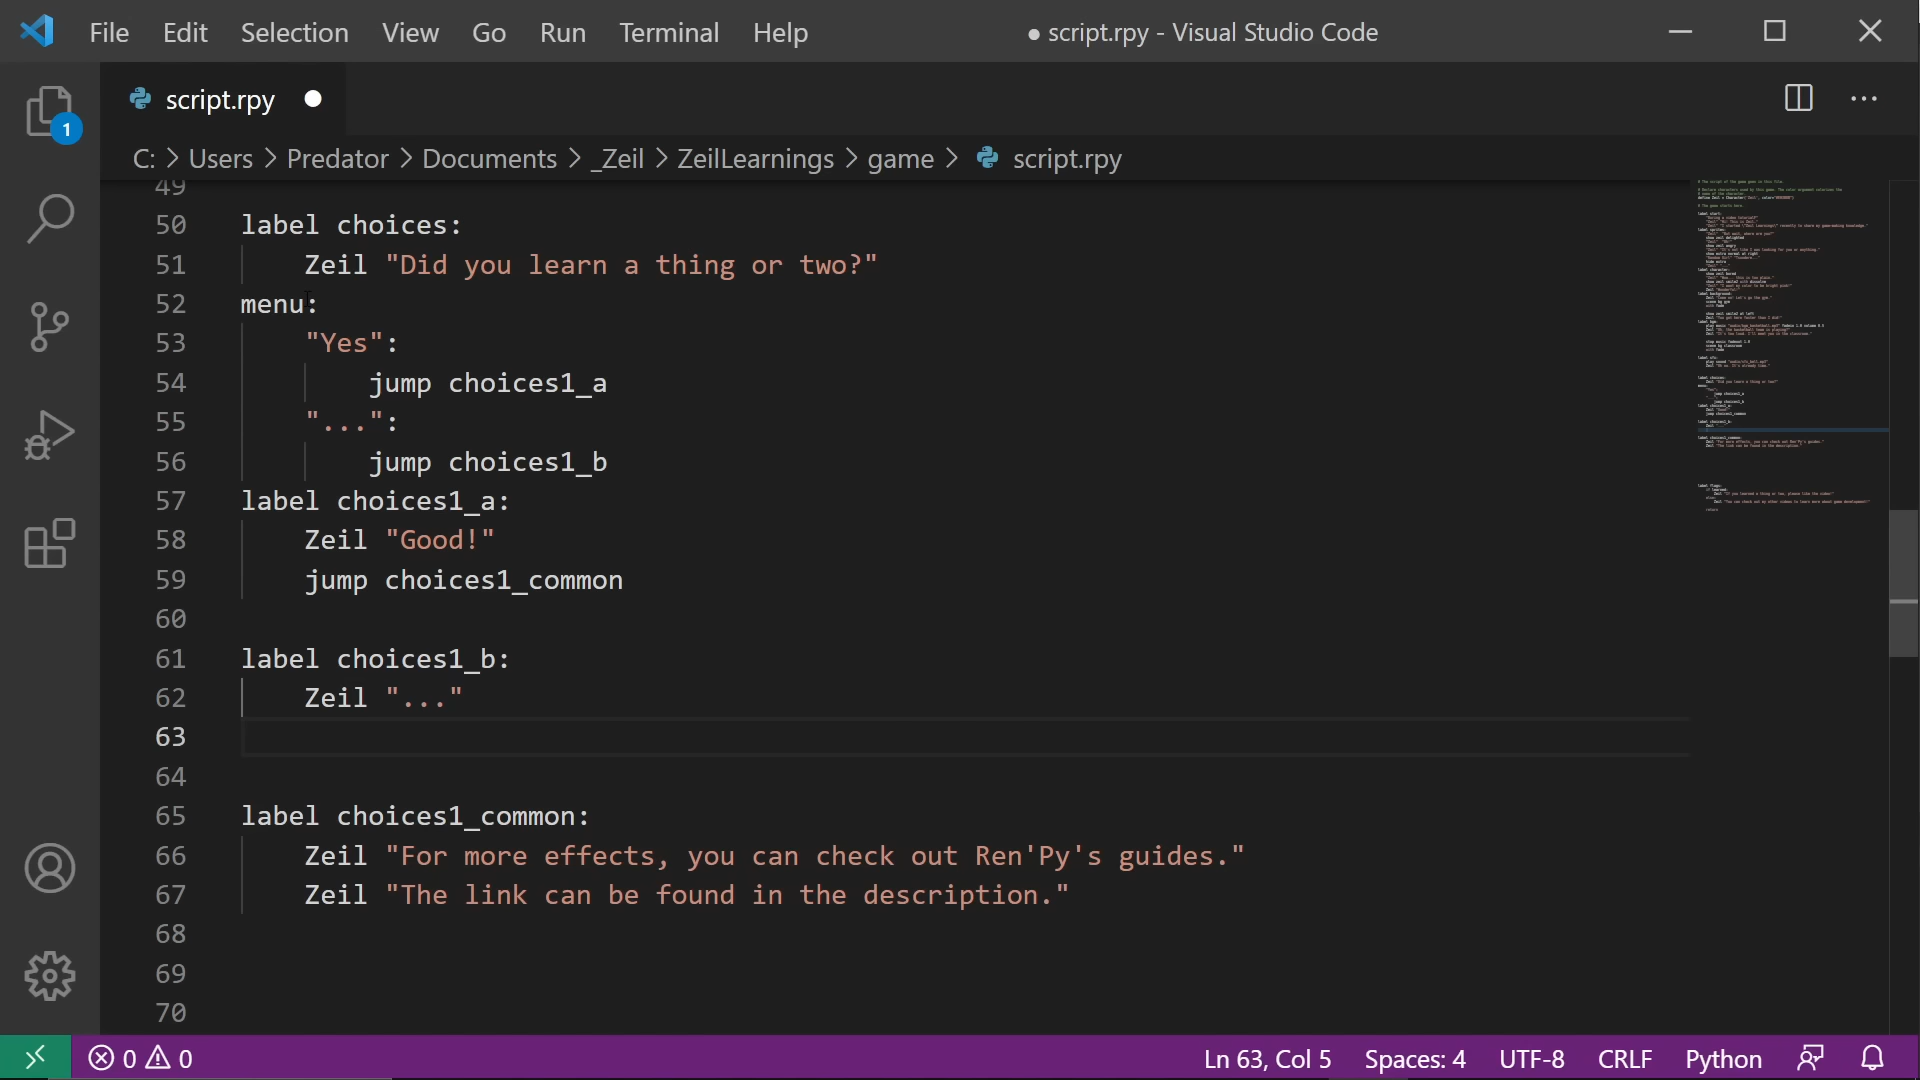 File Edit Selection View Go Run Terminal Help ● script.rpy - Visual Studio Code
script.rpy ●
1
C: > Users > Predator > Documents > _Zeil > ZeilLearnings > game > script.rpy
49
50 label choices:
51 Zeil "Did you learn a thing or two?"
52 menu:
53 "Yes":
54 jump choices1_a
55 "...":
56 jump choices1_b
57 label choices1_a:
58 Zeil "Good!"
59 jump choices1_common
60
61 label choices1_b:
62 Zeil "..."
63
64
65 label choices1_common:
66 Zeil "For more effects, you can check out Ren'Py's guides."
67 Zeil "The link can be found in the description."
68
69
70
0 0 Ln 63, Col 5 Spaces: 4 UTF-8 CRLF Python